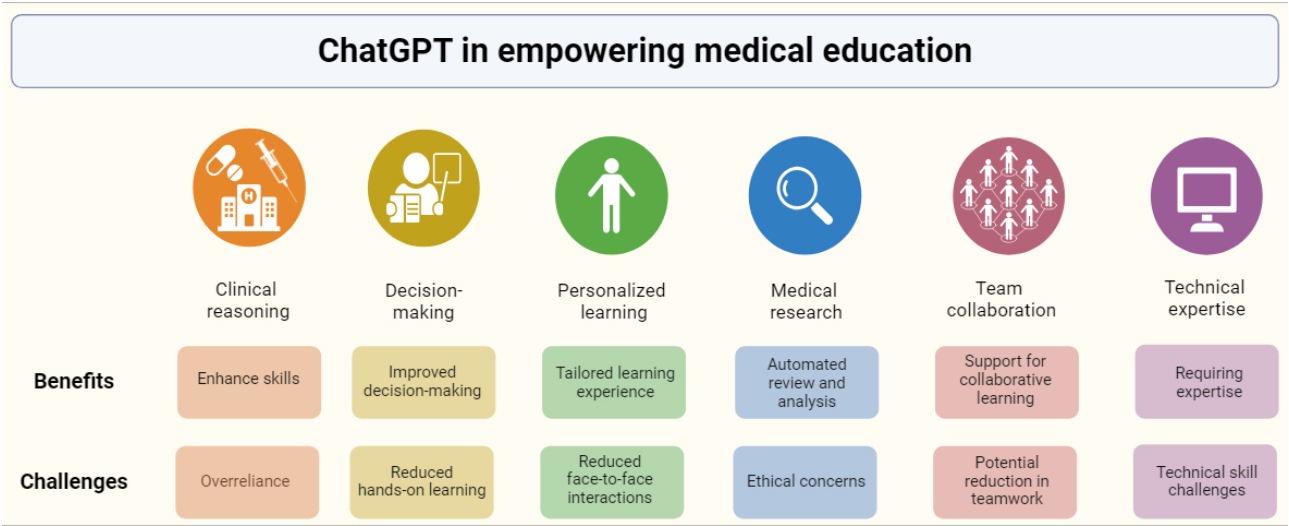 ChatGPT in empowering medical education
H
Clinical
reasoning
Decision-
making
Personalized
learning
Medical
research
Team
collaboration
Technical
expertise
Benefits
Enhance skills
Improved
decision-making
Tailored learning
experience
Automated
review and
analysis
Support for
collaborative
learning
Requiring
expertise
Challenges
Overreliance
Reduced
hands-on learning
Reduced
face-to-face
interactions
Ethical concerns
Potential
reduction in
teamwork
Technical skill
challenges